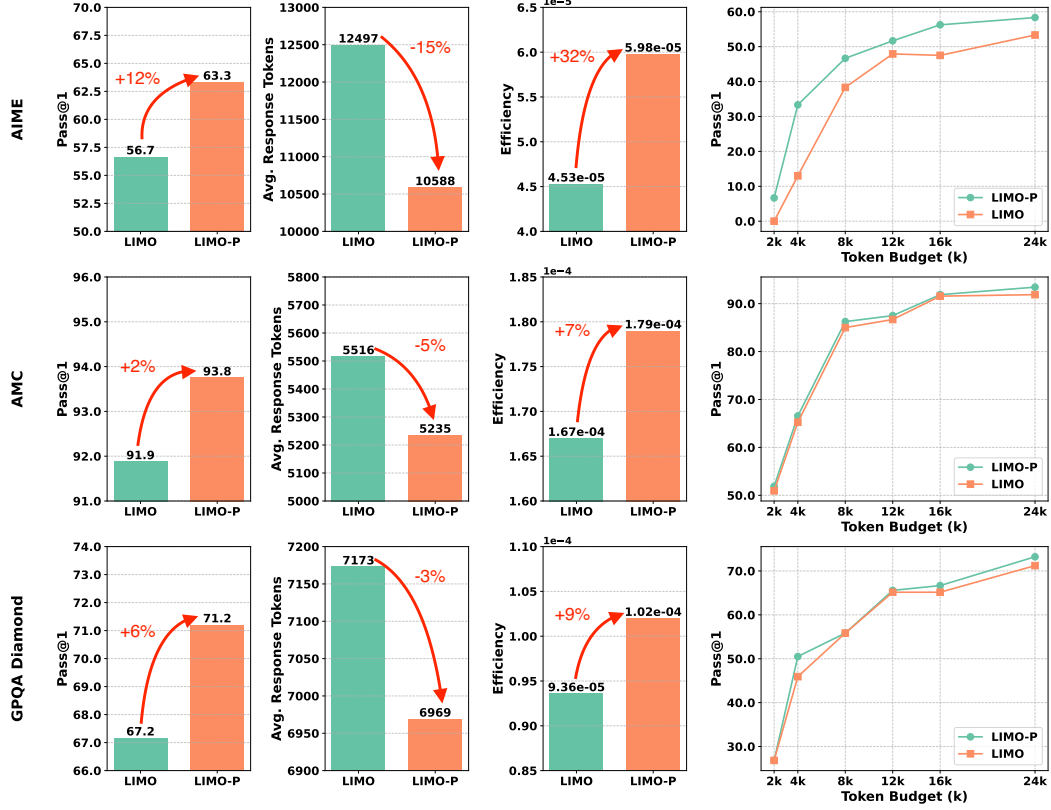 AIME
Pass@1
70.0
67.5
65.0
62.5
60.0
57.5
55.0
52.5
50.0
+12%
56.7
63.3
LIMO
LIMO-P
Avg. Response Tokens
13000
12500
12000
11500
11000
10500
10000
-15%
12497
10588
LIMO
LIMO-P
Efficiency
1e−5
6.5
6.0
5.5
5.0
4.5
4.0
+32%
4.53e-05
5.98e-05
LIMO
LIMO-P
Pass@1
60.0
50.0
40.0
30.0
20.0
10.0
0.0
LIMO-P
LIMO
2k 4k 8k 12k 16k 24k
Token Budget (k)
AMC
Pass@1
96.0
95.0
94.0
93.0
92.0
91.0
+2%
91.9
93.8
LIMO
LIMO-P
Avg. Response Tokens
5800
5700
5600
5500
5400
5300
5200
5100
5000
-5%
5516
5235
LIMO
LIMO-P
Efficiency
1e−4
1.85
1.80
1.75
1.70
1.65
1.60
+7%
1.67e-04
1.79e-04
LIMO
LIMO-P
Pass@1
90.0
80.0
70.0
60.0
50.0
LIMO-P
LIMO
2k 4k 8k 12k 16k 24k
Token Budget (k)
GPQA Diamond
Pass@1
74.0
73.0
72.0
71.0
70.0
69.0
68.0
67.0
66.0
+6%
67.2
71.2
LIMO
LIMO-P
Avg. Response Tokens
7200
7150
7100
7050
7000
6950
6900
-3%
7173
6969
LIMO
LIMO-P
Efficiency
1e−4
1.10
1.05
1.00
0.95
0.90
0.85
+9%
9.36e-05
1.02e-04
LIMO
LIMO-P
Pass@1
70.0
60.0
50.0
40.0
30.0
LIMO-P
LIMO
2k 4k 8k 12k 16k 24k
Token Budget (k)